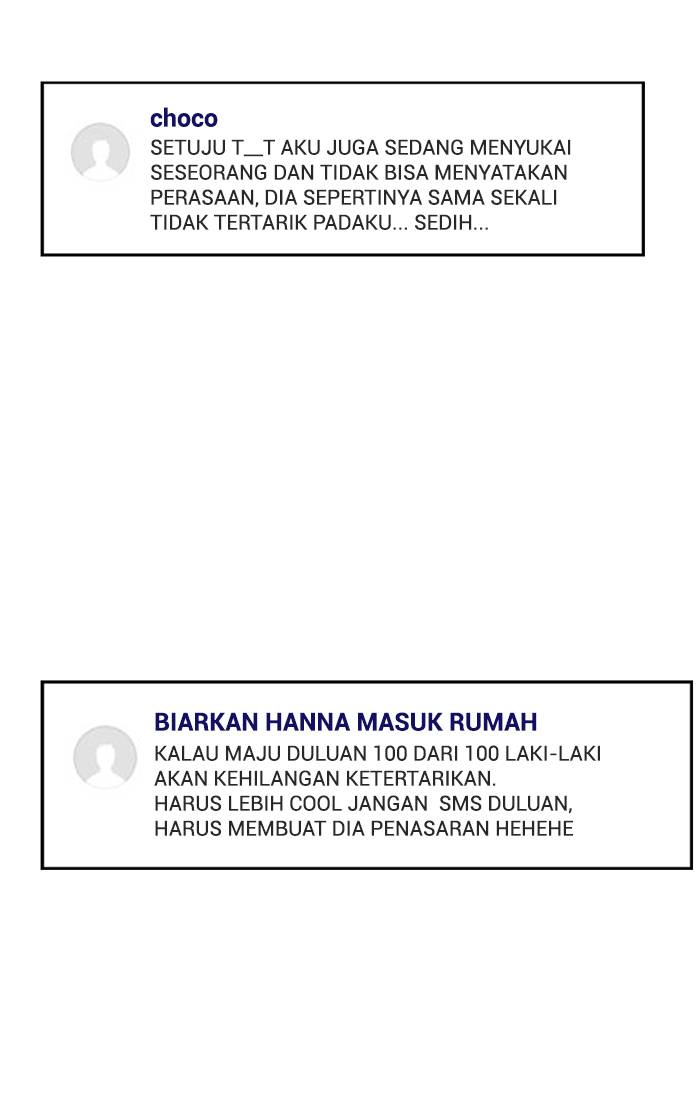 choco
SETUJU T__T AKU JUGA SEDANG MENYUKAI
SESEORANG DAN TIDAK BISA MENYATAKAN
PERASAAN, DIA SEPERTINYA SAMA SEKALI
TIDAK TERTARIK PADAKU... SEDIH...
BIARKAN HANNA MASUK RUMAH
KALAU MAJU DULUAN 100 DARI 100 LAKI-LAKI
AKAN KEHILANGAN KETERTARIKAN.
HARUS LEBIH COOL JANGAN  SMS DULUAN,
HARUS MEMBUAT DIA PENASARAN HEHEHE